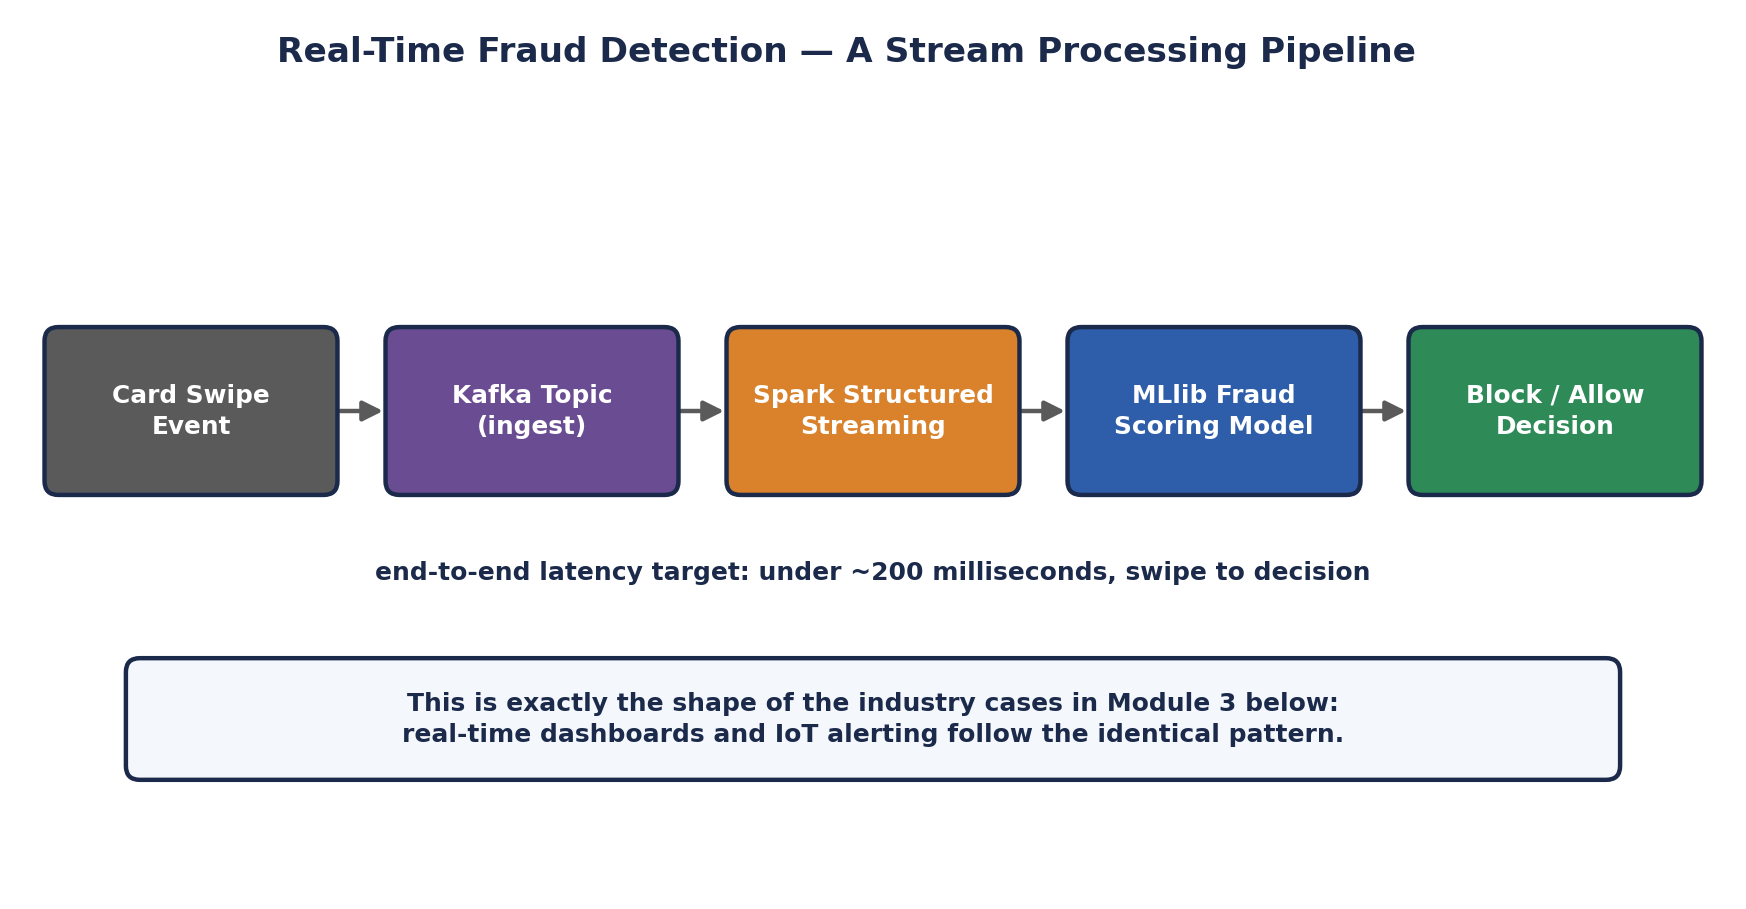 Real-Time Fraud Detection — A Stream Processing Pipeline
Card Swipe
Event
Kafka Topic
(ingest)
Spark Structured
Streaming
MLlib Fraud
Scoring Model
Block / Allow
Decision
end-to-end latency target: under ~200 milliseconds, swipe to decision
This is exactly the shape of the industry cases in Module 3 below:
real-time dashboards and IoT alerting follow the identical pattern.